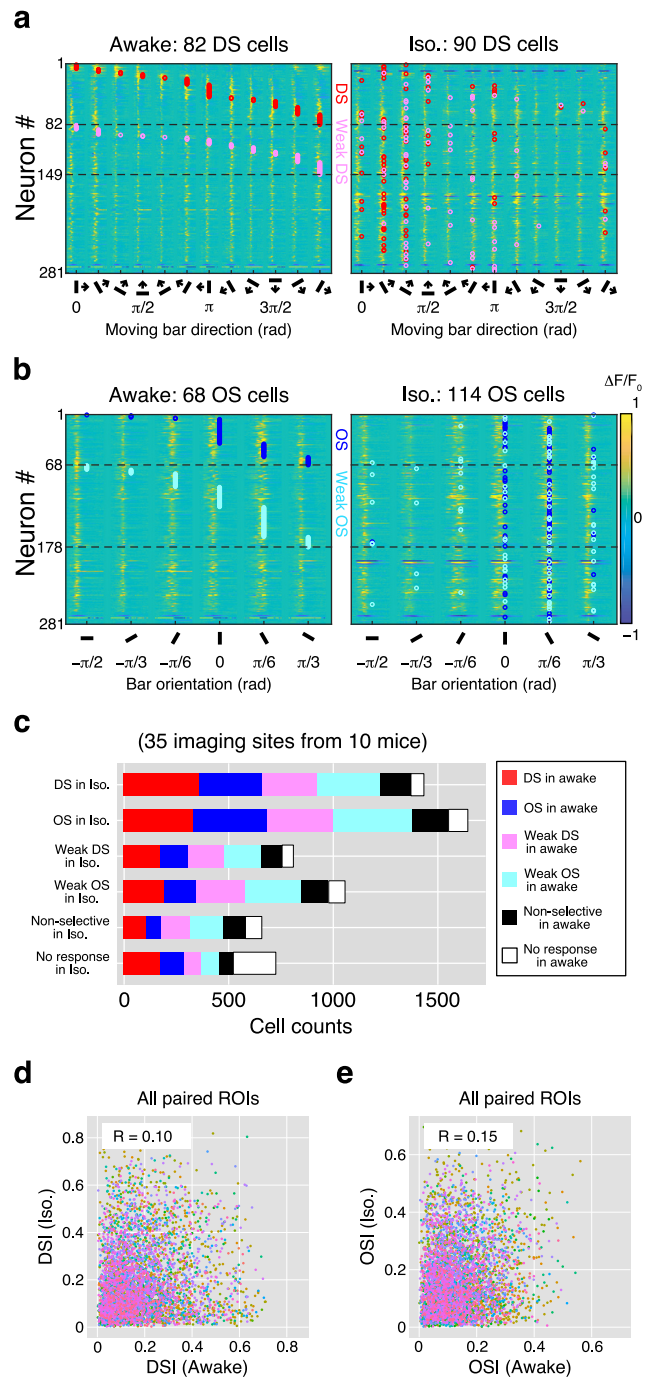 a
Awake: 82 DS cells
Iso.: 90 DS cells
Neuron #
1
82
149
281
DS
Weak DS
0
π/2
π
3π/2
Moving bar direction (rad)
0
π/2
π
3π/2
Moving bar direction (rad)
b
Awake: 68 OS cells
Iso.: 114 OS cells
ΔF/F0
1
0
−1
Neuron #
1
68
178
281
OS
Weak OS
−π/2
−π/3
−π/6
0
π/6
π/3
Bar orientation (rad)
−π/2
−π/3
−π/6
0
π/6
π/3
Bar orientation (rad)
c
(35 imaging sites from 10 mice)
DS in Iso.
OS in Iso.
Weak DS
in Iso.
Weak OS
in Iso.
Non-selective
in Iso.
No response
in Iso.
0
500
1000
1500
Cell counts
DS in awake
OS in awake
Weak DS
in awake
Weak OS
in awake
Non-selective
in awake
No response
in awake
d
All paired ROIs
R = 0.10
DSI (Iso.)
0.8
0.6
0.4
0.2
0
0
0.2
0.4
0.6
0.8
DSI (Awake)
e
All paired ROIs
R = 0.15
OSI (Iso.)
0.6
0.4
0.2
0
0
0.2
0.4
0.6
OSI (Awake)